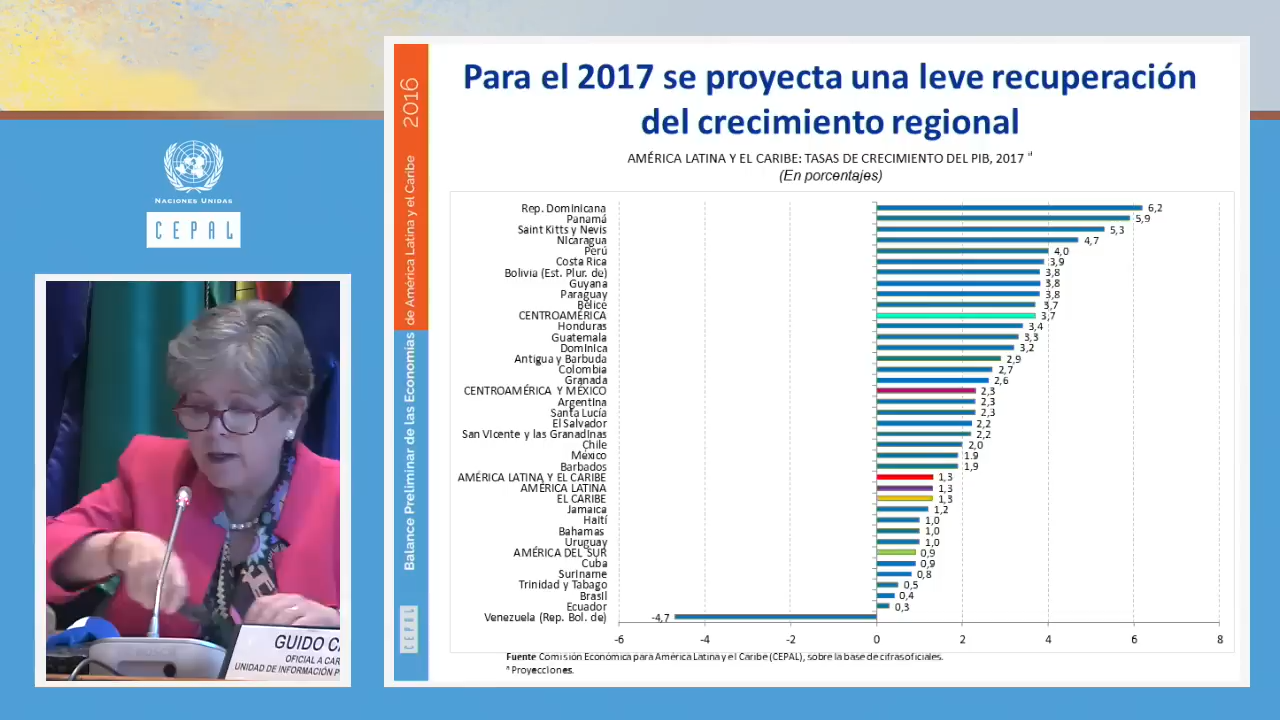 NACIONES UNIDAS
CEPAL
GUIDO
OFICIAL A CAR
UNIDAD DE INFORMACIÓN P
2016
Balance Preliminar de las Economías de América Latina y el Caribe
CEPAL
Para el 2017 se proyecta una leve recuperación
del crecimiento regional
AMÉRICA LATINA Y EL CARIBE: TASAS DE CRECIMIENTO DEL PIB, 2017 ᵃ
(En porcentajes)
Rep. Dominicana 6,2
Panamá 5,9
Saint Kitts y Nevis 5,3
Nicaragua 4,7
Perú 4,0
Costa Rica 3,9
Bolivia (Est. Plur. de) 3,8
Guyana 3,8
Paraguay 3,8
Belice 3,7
CENTROAMÉRICA 3,7
Honduras 3,4
Guatemala 3,3
Dominica 3,2
Antigua y Barbuda 2,9
Colombia 2,7
Granada 2,6
CENTROAMÉRICA Y MÉXICO 2,3
Argentina 2,3
Santa Lucía 2,3
El Salvador 2,2
San Vicente y las Granadinas 2,2
Chile 2,0
México 1.9
Barbados 1,9
AMÉRICA LATINA Y EL CARIBE 1,3
AMÉRICA LATINA 1,3
EL CARIBE 1,3
Jamaica 1,2
Haití 1,0
Bahamas 1,0
Uruguay 1,0
AMÉRICA DEL SUR 0,9
Cuba 0,9
Suriname 0,8
Trinidad y Tabago 0,5
Brasil 0,4
Ecuador 0,3
Venezuela (Rep. Bol. de) -4,7
-6 -4 -2 0 2 4 6 8
Fuente Comisión Económica para América Latina y el Caribe (CEPAL), sobre la base de cifras oficiales.
ᵃ Proyecciones.